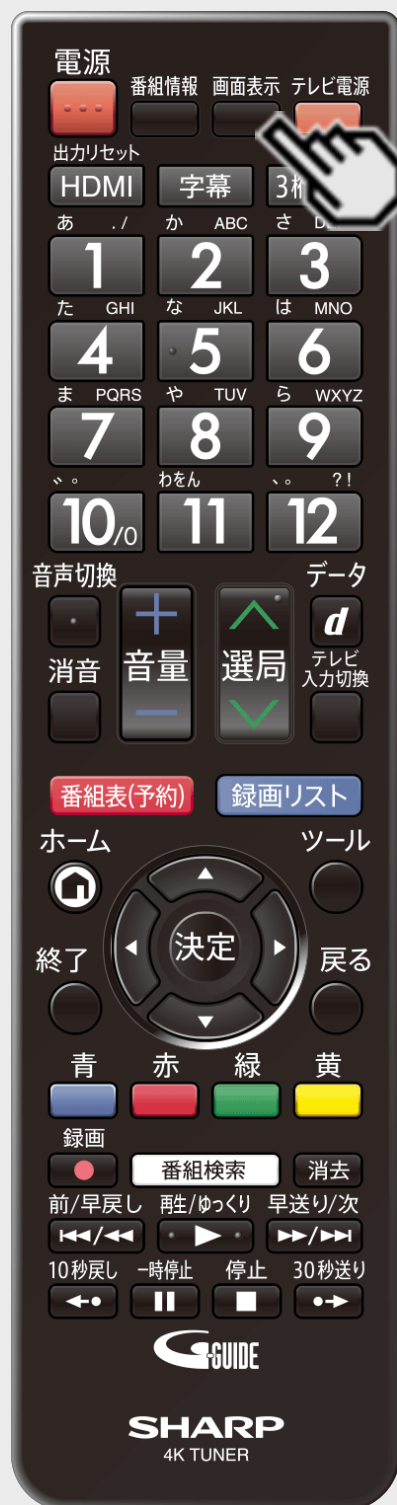 電源 番組情報 画面表示 テレビ電源
出力リセット
HDMI 字幕 3
あ ./ か ABC さ
1 2 3
た GHI な JKL は MNO
4 5 6
ま PQRS や TUV ら WXYZ
7 8 9
゛゜ わをん 、。 ?!
10/0 11 12
音声切換 データ
+ d
消音 音量 選局 テレビ
入力切換
−
番組表(予約) 録画リスト
ホーム ツール
決定
終了 戻る
青 赤 緑 黄
録画
番組検索 消去
前/早戻し 再生/ゆっくり 早送り/次
10秒戻し 一時停止 停止 30秒送り
G-GUIDE
SHARP
4K TUNER